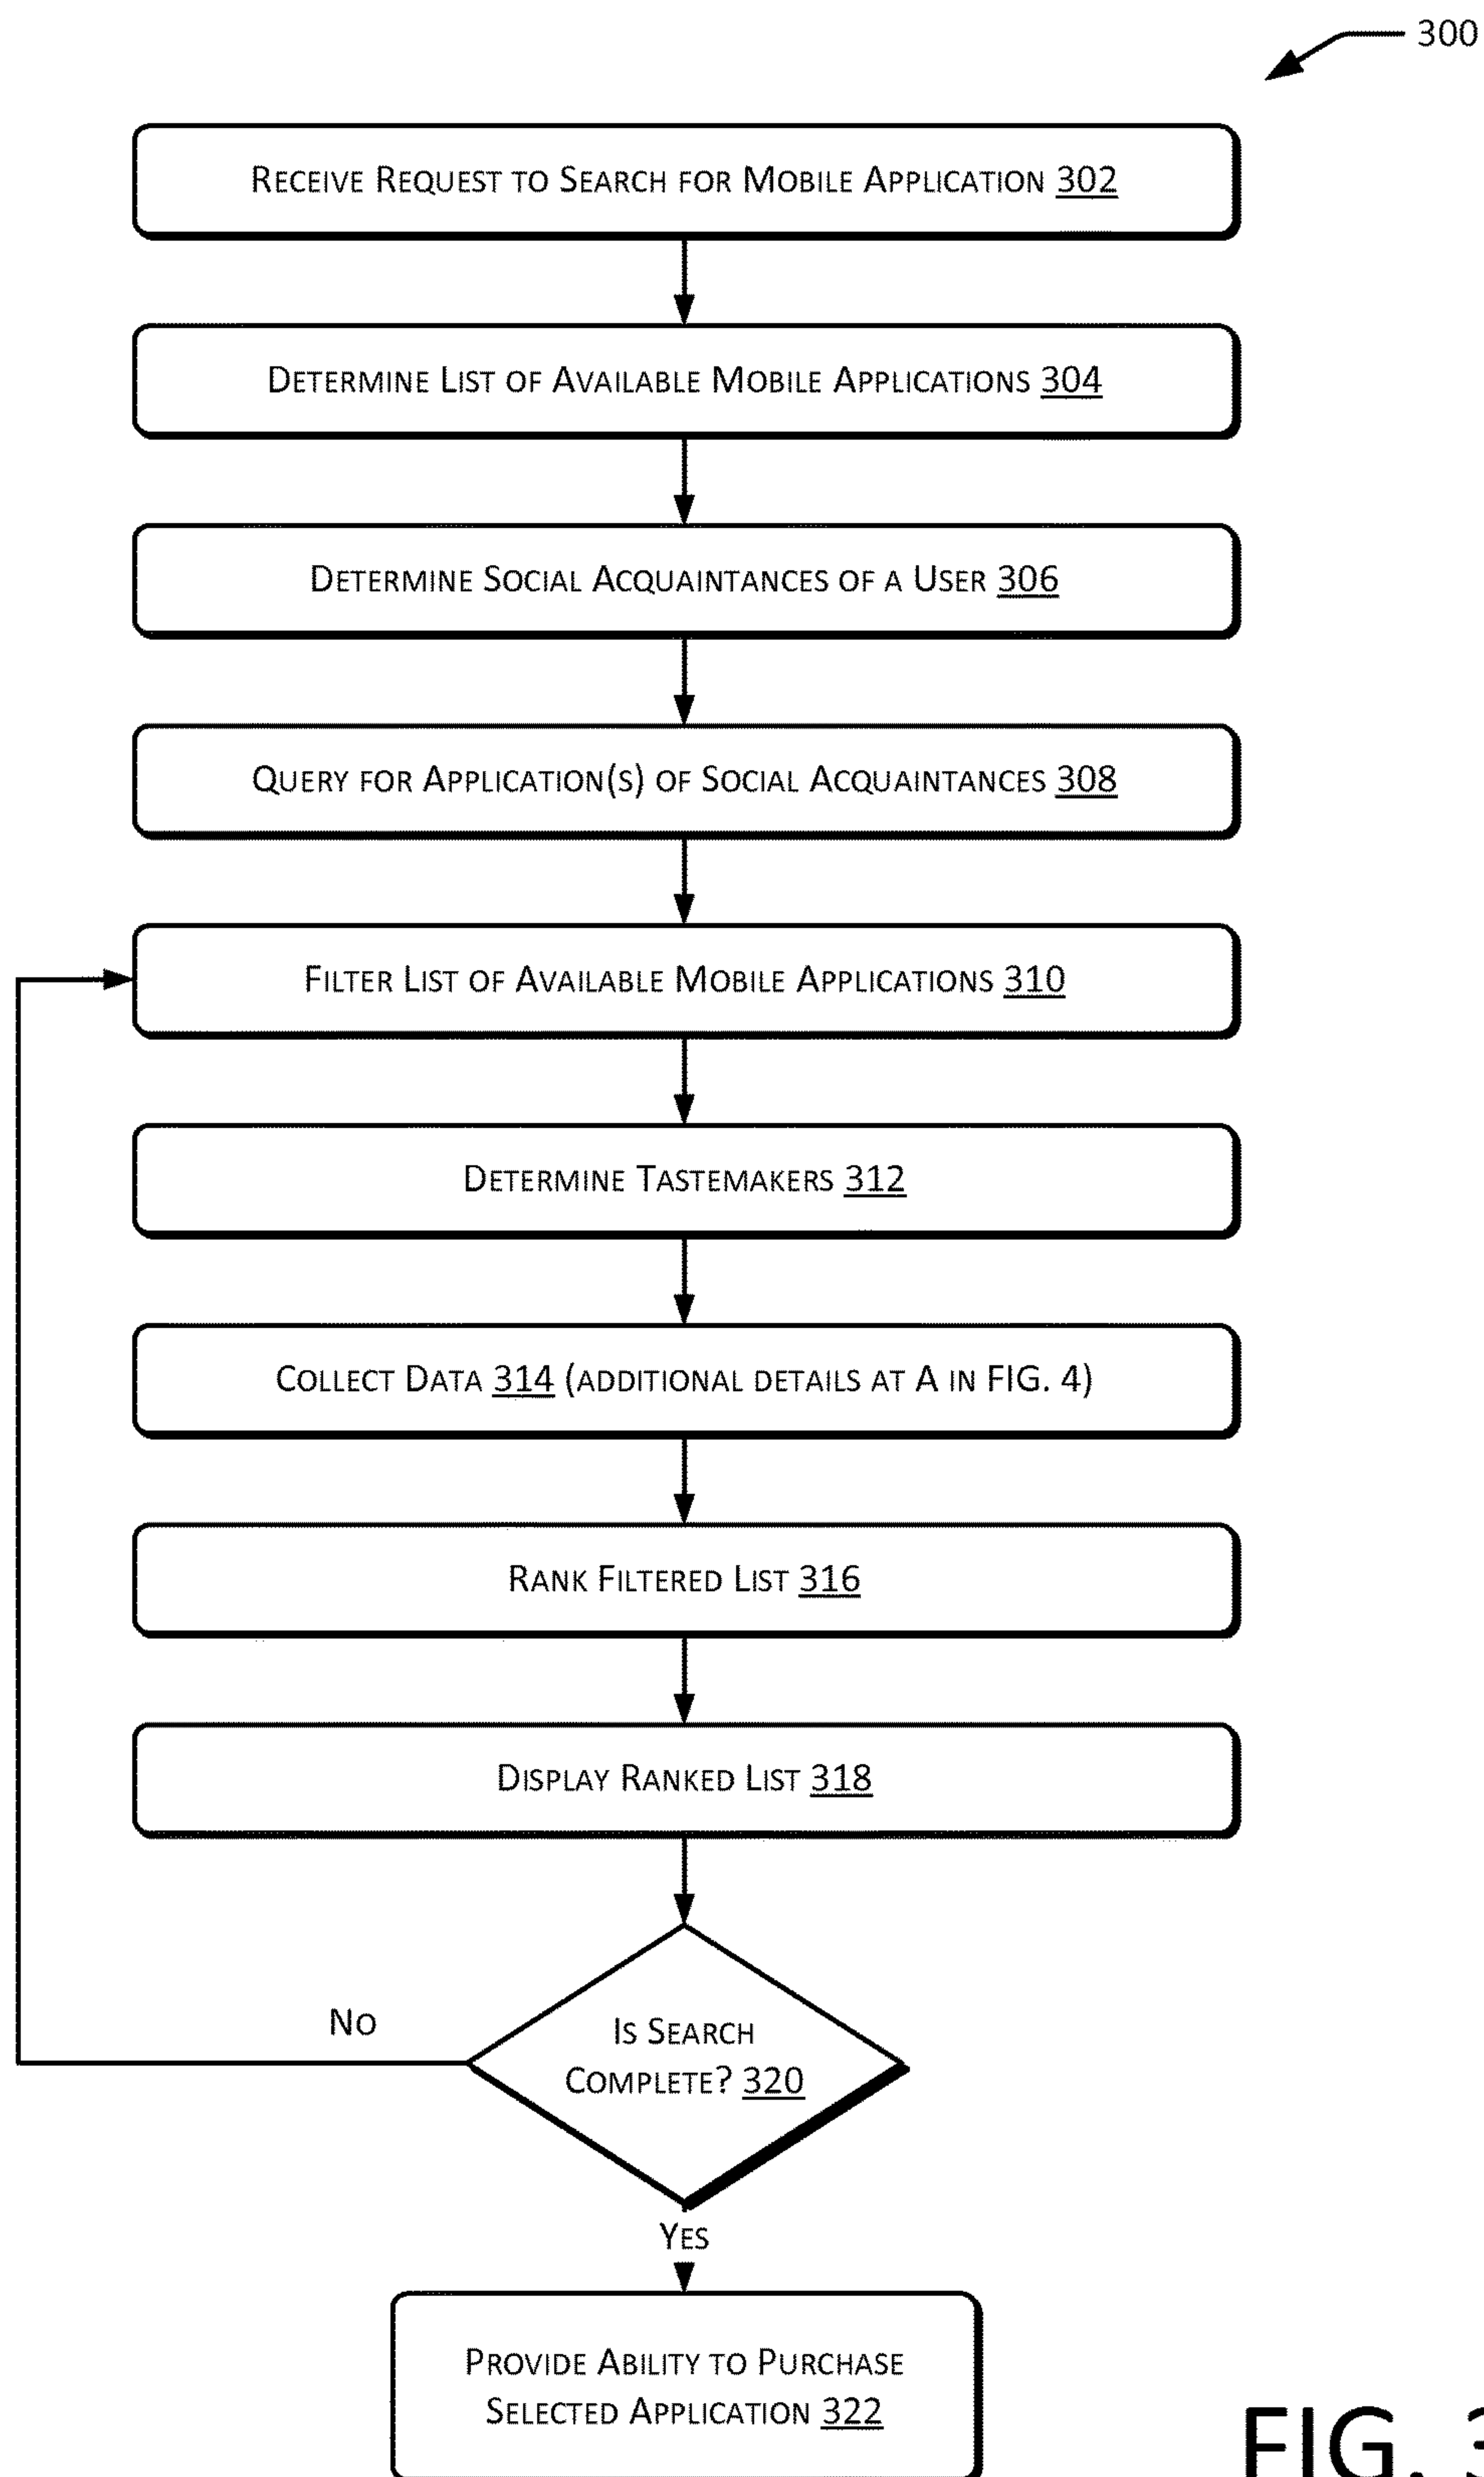 300
RECEIVE REQUEST TO SEARCH FOR MOBILE APPLICATION 302
DETERMINE LIST OF AVAILABLE MOBILE APPLICATIONS 304
DETERMINE SOCIAL ACQUAINTANCES OF A USER 306
QUERY FOR APPLICATION(S) OF SOCIAL ACQUAINTANCES 308
FILTER LIST OF AVAILABLE MOBILE APPLICATIONS 310
DETERMINE TASTEMAKERS 312
COLLECT DATA 314 (ADDITIONAL DETAILS AT A IN FIG. 4)
RANK FILTERED LIST 316
DISPLAY RANKED LIST 318
NO
IS SEARCH
COMPLETE? 320
YES
PROVIDE ABILITY TO PURCHASE
SELECTED APPLICATION 322
FIG. 3